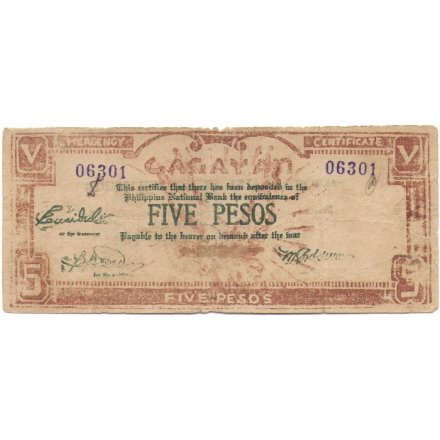 V EMERGENCY CERTIFICATE V
CAGAYAN
06301 06301
This certifies that there has been deposited in the
Philippine National Bank the equivalence of
FIVE PESOS
Payable to the bearer on demand after the war
5 5
FIVE PESOS